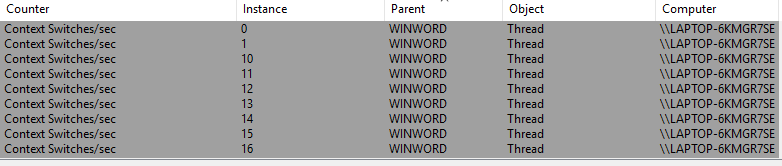 Counter Instance Parent Object Computer
Context Switches/sec 0 WINWORD Thread \\LAPTOP-6KMGR7SE
Context Switches/sec 1 WINWORD Thread \\LAPTOP-6KMGR7SE
Context Switches/sec 10 WINWORD Thread \\LAPTOP-6KMGR7SE
Context Switches/sec 11 WINWORD Thread \\LAPTOP-6KMGR7SE
Context Switches/sec 12 WINWORD Thread \\LAPTOP-6KMGR7SE
Context Switches/sec 13 WINWORD Thread \\LAPTOP-6KMGR7SE
Context Switches/sec 14 WINWORD Thread \\LAPTOP-6KMGR7SE
Context Switches/sec 15 WINWORD Thread \\LAPTOP-6KMGR7SE
Context Switches/sec 16 WINWORD Thread \\LAPTOP-6KMGR7SE